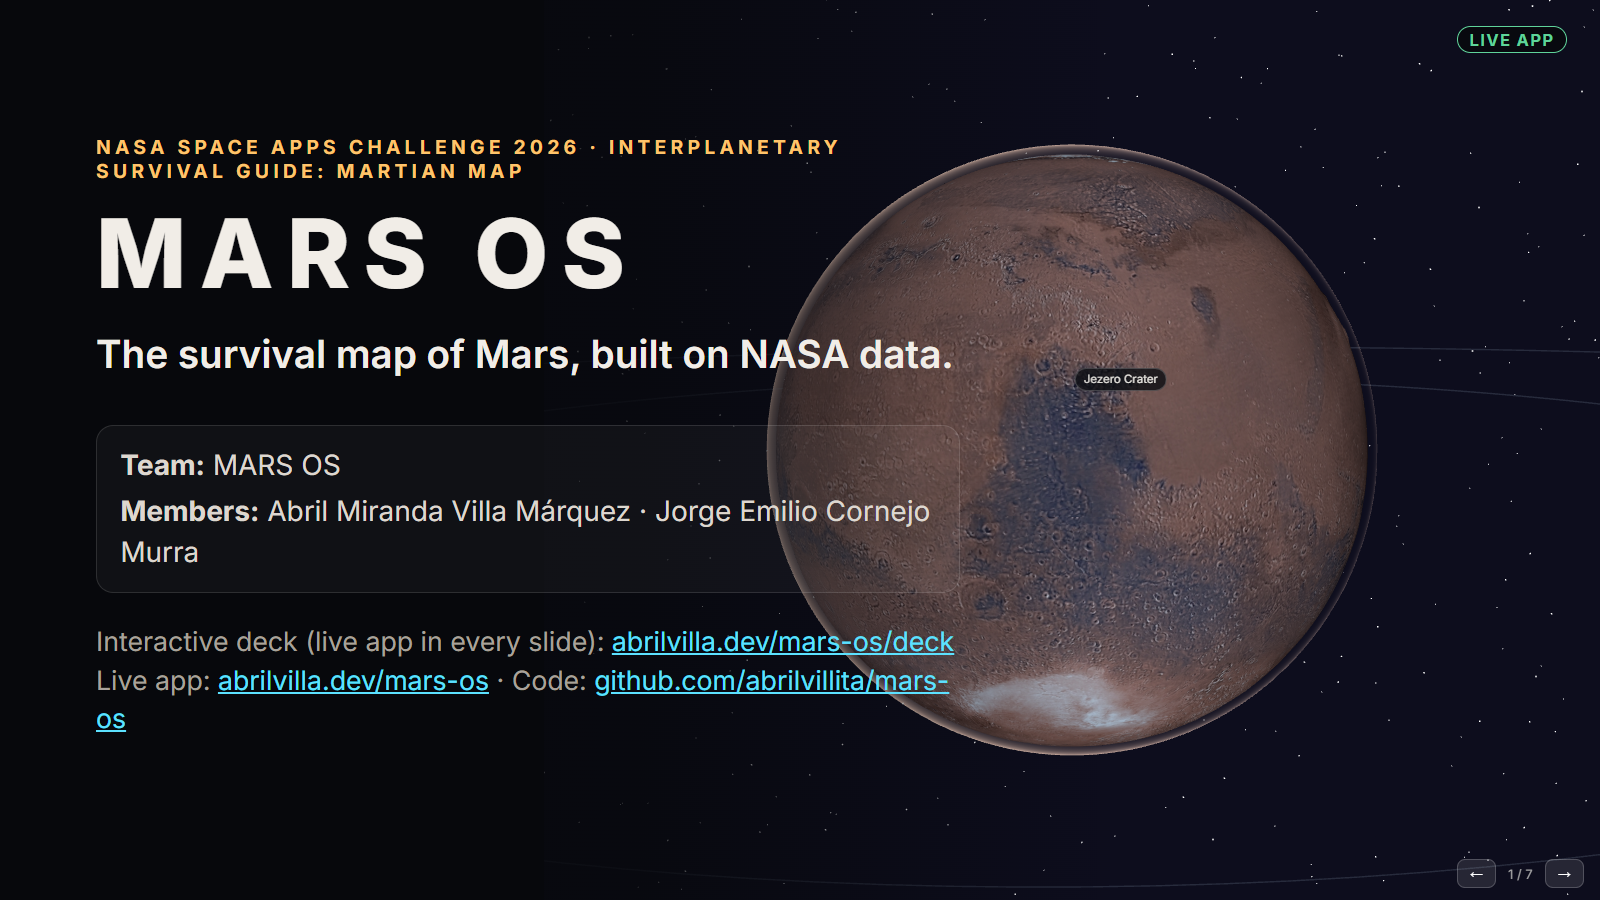 LIVE APP
NASA SPACE APPS CHALLENGE 2026 · INTERPLANETARY
SURVIVAL GUIDE: MARTIAN MAP
MARS OS
The survival map of Mars, built on NASA data.
Jezero Crater
Team: MARS OS
Members: Abril Miranda Villa Márquez · Jorge Emilio Cornejo
Murra
Interactive deck (live app in every slide): abrilvilla.dev/mars-os/deck
Live app: abrilvilla.dev/mars-os · Code: github.com/abrilvillita/mars-
os
← 1 / 7 →